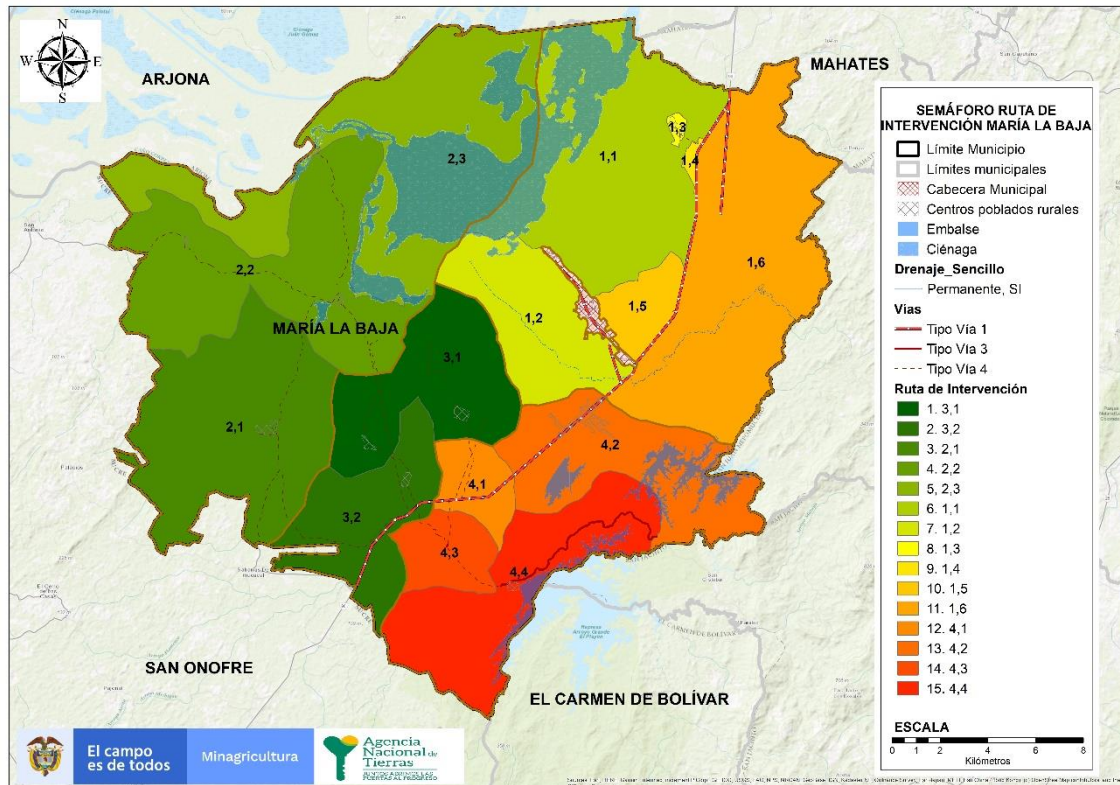 N
W E
S
ARJONA
MAHATES
1,3
2,3
1,1
1,4
1,6
2,2
1,5
1,2
MARÍA LA BAJA
3,1
2,1
4,2
4,1
3,2
4,3
4,4
SAN ONOFRE
EL CARMEN DE BOLÍVAR
SEMÁFORO RUTA DE
INTERVENCIÓN MARÍA LA BAJA
Límite Municipio
Límites municipales
Cabecera Municipal
Centros poblados rurales
Embalse
Ciénaga
Drenaje_Sencillo
Permanente, SI
Vías
Tipo Vía 1
Tipo Vía 3
Tipo Vía 4
Ruta de Intervención
1. 3,1
2. 3,2
3. 2,1
4. 2,2
5, 2,3
6. 1,1
7. 1,2
8. 1,3
9. 1,4
10. 1,5
11. 1,6
12. 4,1
13. 4,2
14. 4,3
15. 4,4
ESCALA
0 1 2 4 6 8
Kilómetros
El campo
es de todos
Minagricultura
Agencia
Nacional de
Tierras